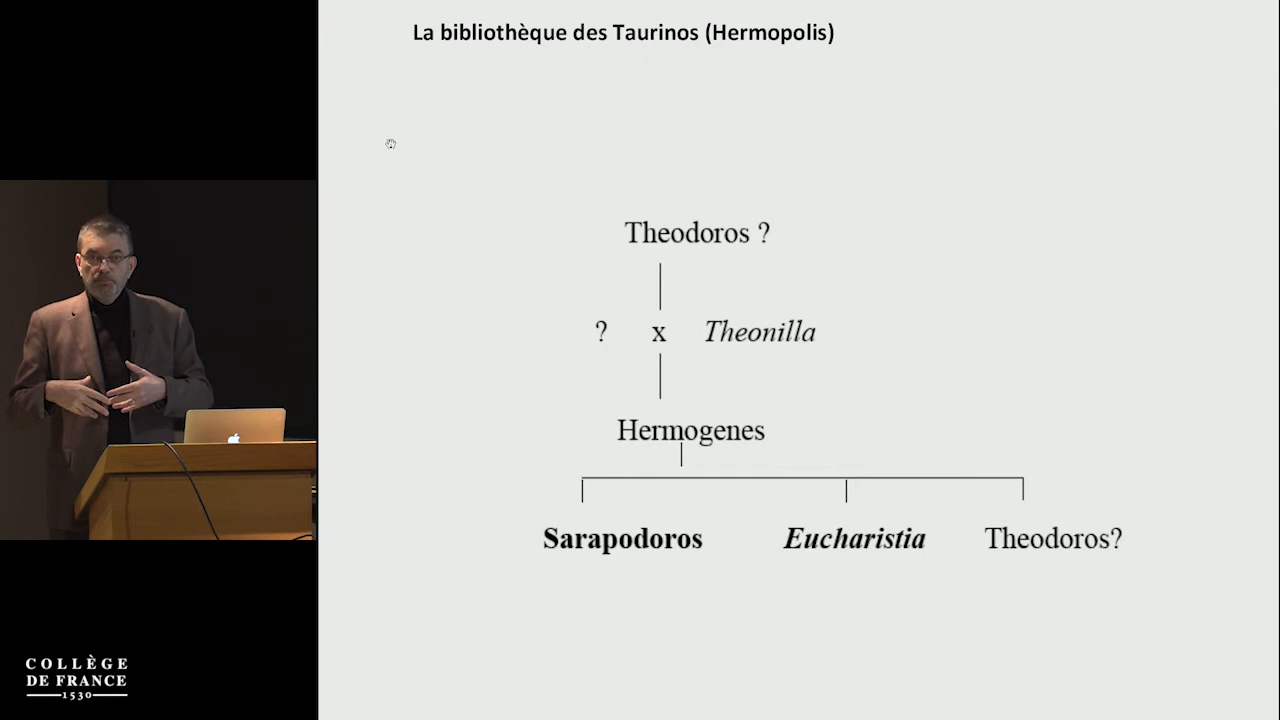 La bibliothèque des Taurinos (Hermopolis)
Theodoros ?
? x Theonilla
Hermogenes
Sarapodoros Eucharistia Theodoros?
COLLÈGE
DE FRANCE
1530